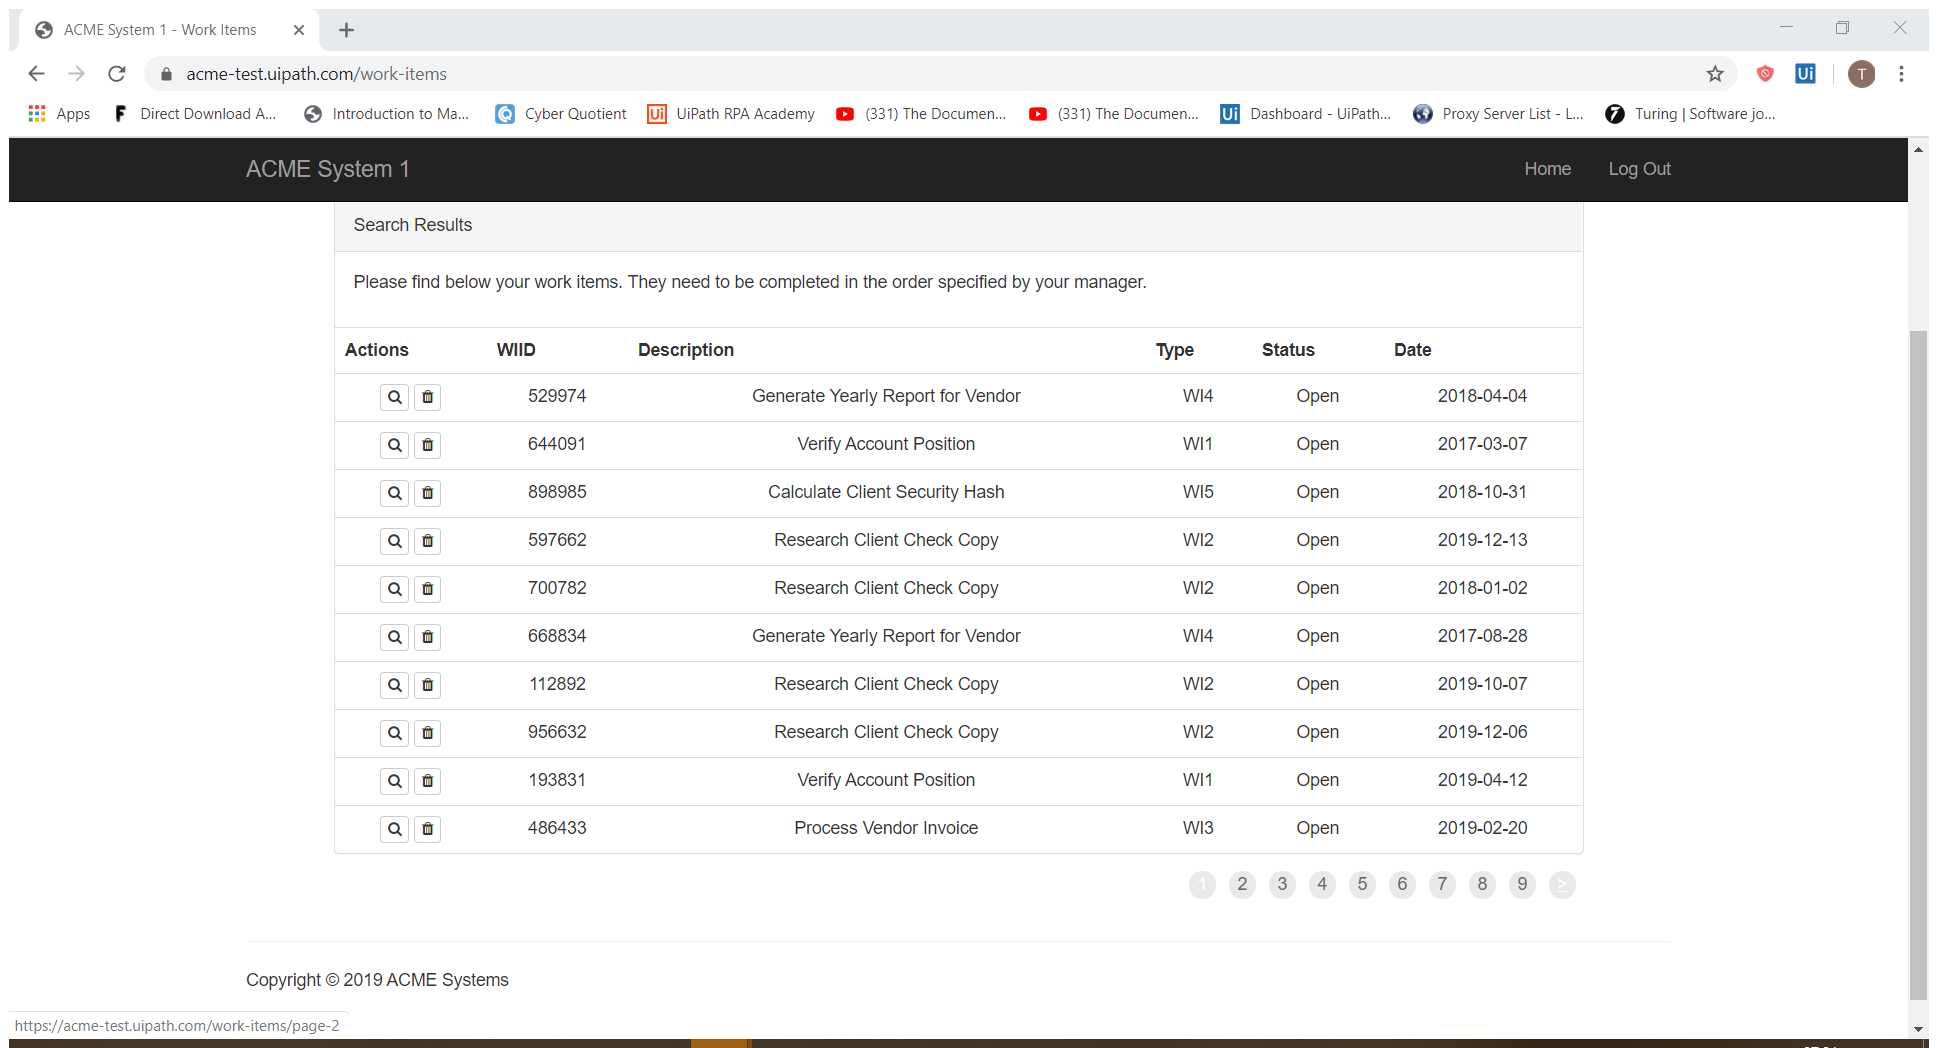 ACME System 1 - Work Items
acme-test.uipath.com/work-items
T
Apps F Direct Download A... Introduction to Ma... Cyber Quotient Ui UiPath RPA Academy (331) The Documen... (331) The Documen... Ui Dashboard - UiPath... Proxy Server List - L... Turing | Software jo...
ACME System 1 Home Log Out
Search Results
Please find below your work items. They need to be completed in the order specified by your manager.
Actions WIID Description Type Status Date
529974 Generate Yearly Report for Vendor WI4 Open 2018-04-04
644091 Verify Account Position WI1 Open 2017-03-07
898985 Calculate Client Security Hash WI5 Open 2018-10-31
597662 Research Client Check Copy WI2 Open 2019-12-13
700782 Research Client Check Copy WI2 Open 2018-01-02
668834 Generate Yearly Report for Vendor WI4 Open 2017-08-28
112892 Research Client Check Copy WI2 Open 2019-10-07
956632 Research Client Check Copy WI2 Open 2019-12-06
193831 Verify Account Position WI1 Open 2019-04-12
486433 Process Vendor Invoice WI3 Open 2019-02-20
1 2 3 4 5 6 7 8 9 >
Copyright © 2019 ACME Systems
https://acme-test.uipath.com/work-items/page-2